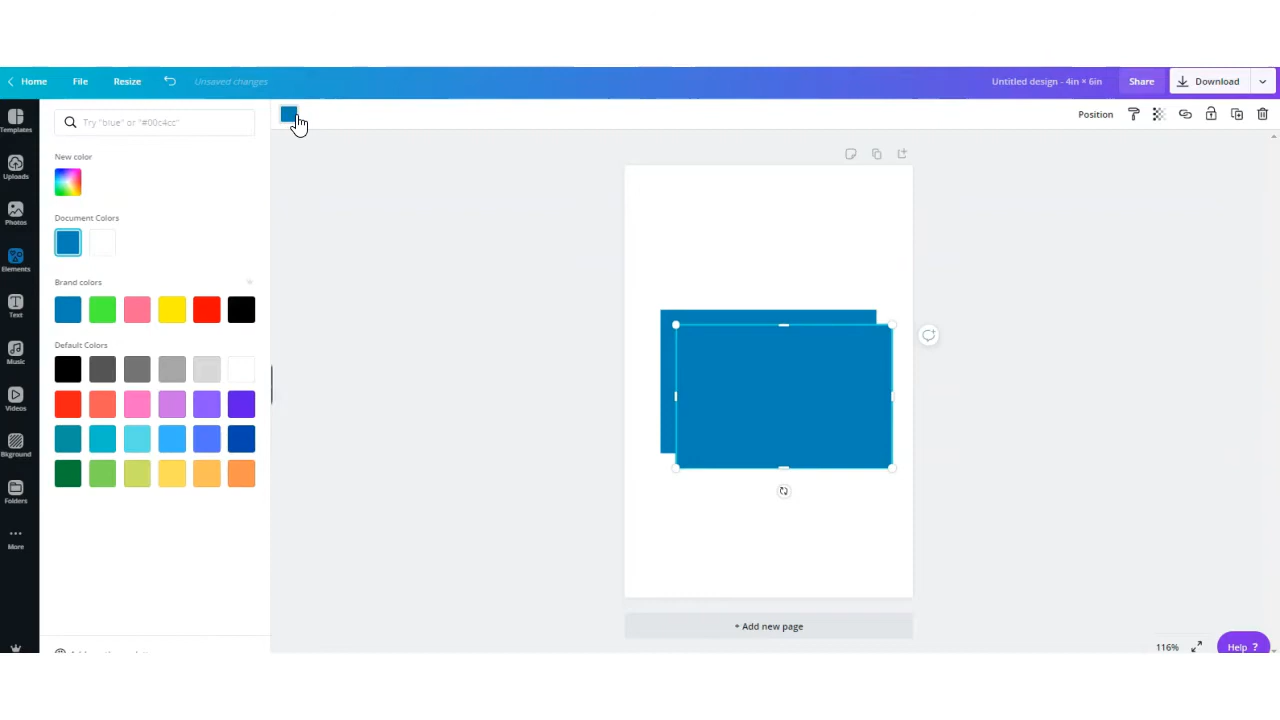 Home File Resize Unsaved changes Untitled design - 4in × 6in Share Download
Templates
Uploads
Photos
Elements
Text
Music
Videos
Bkground
Folders
More
Try "blue" or "#00c4cc"
New color
Document Colors
Brand colors
Default Colors
Position
+ Add new page
116% Help ?